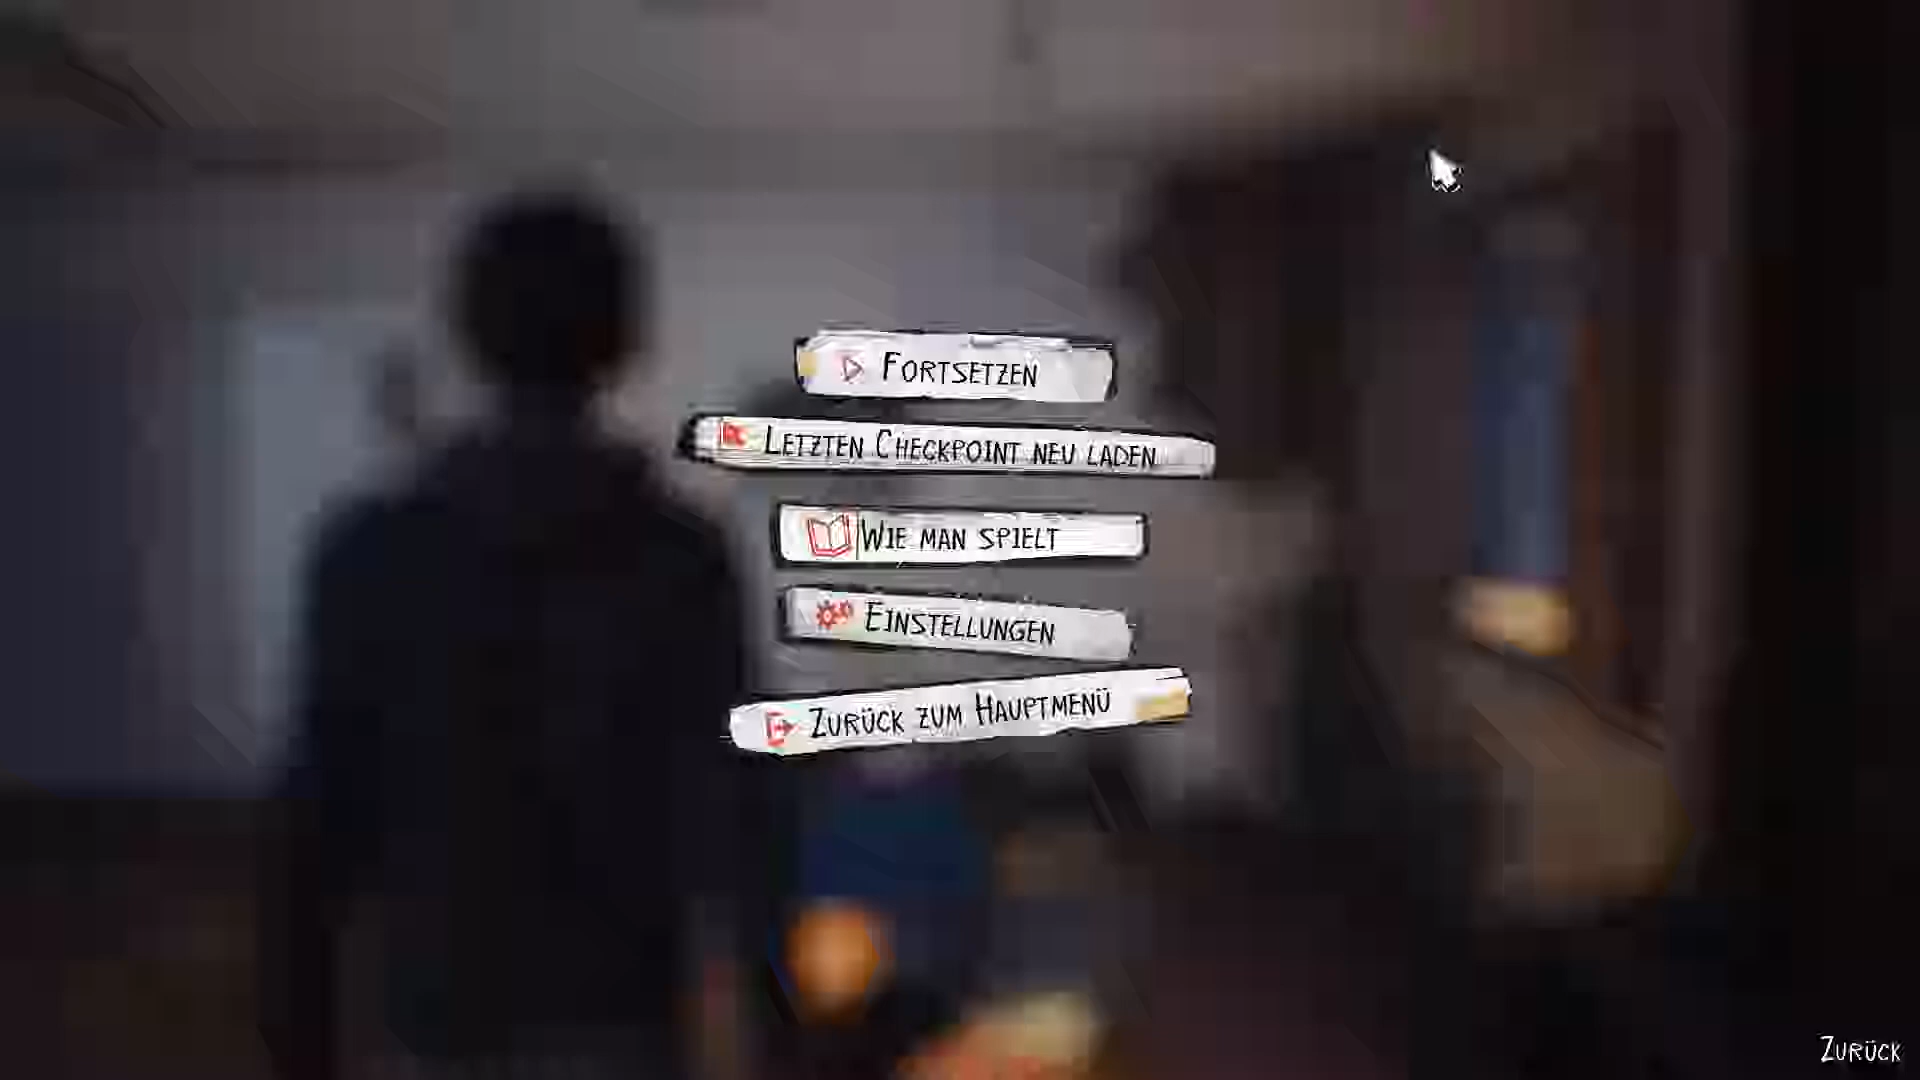 Fortsetzen
Letzten Checkpoint neu laden
Wie man spielt
Einstellungen
Zurück zum Hauptmenü
Zurück